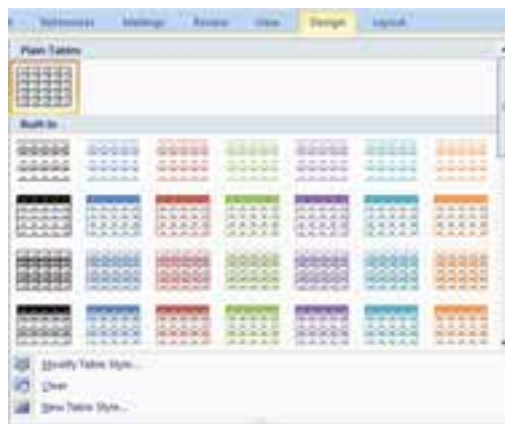 References Mailings Review View Design Layout
Plain Tables
Built-In
Modify Table Style...
Clear
New Table Style...